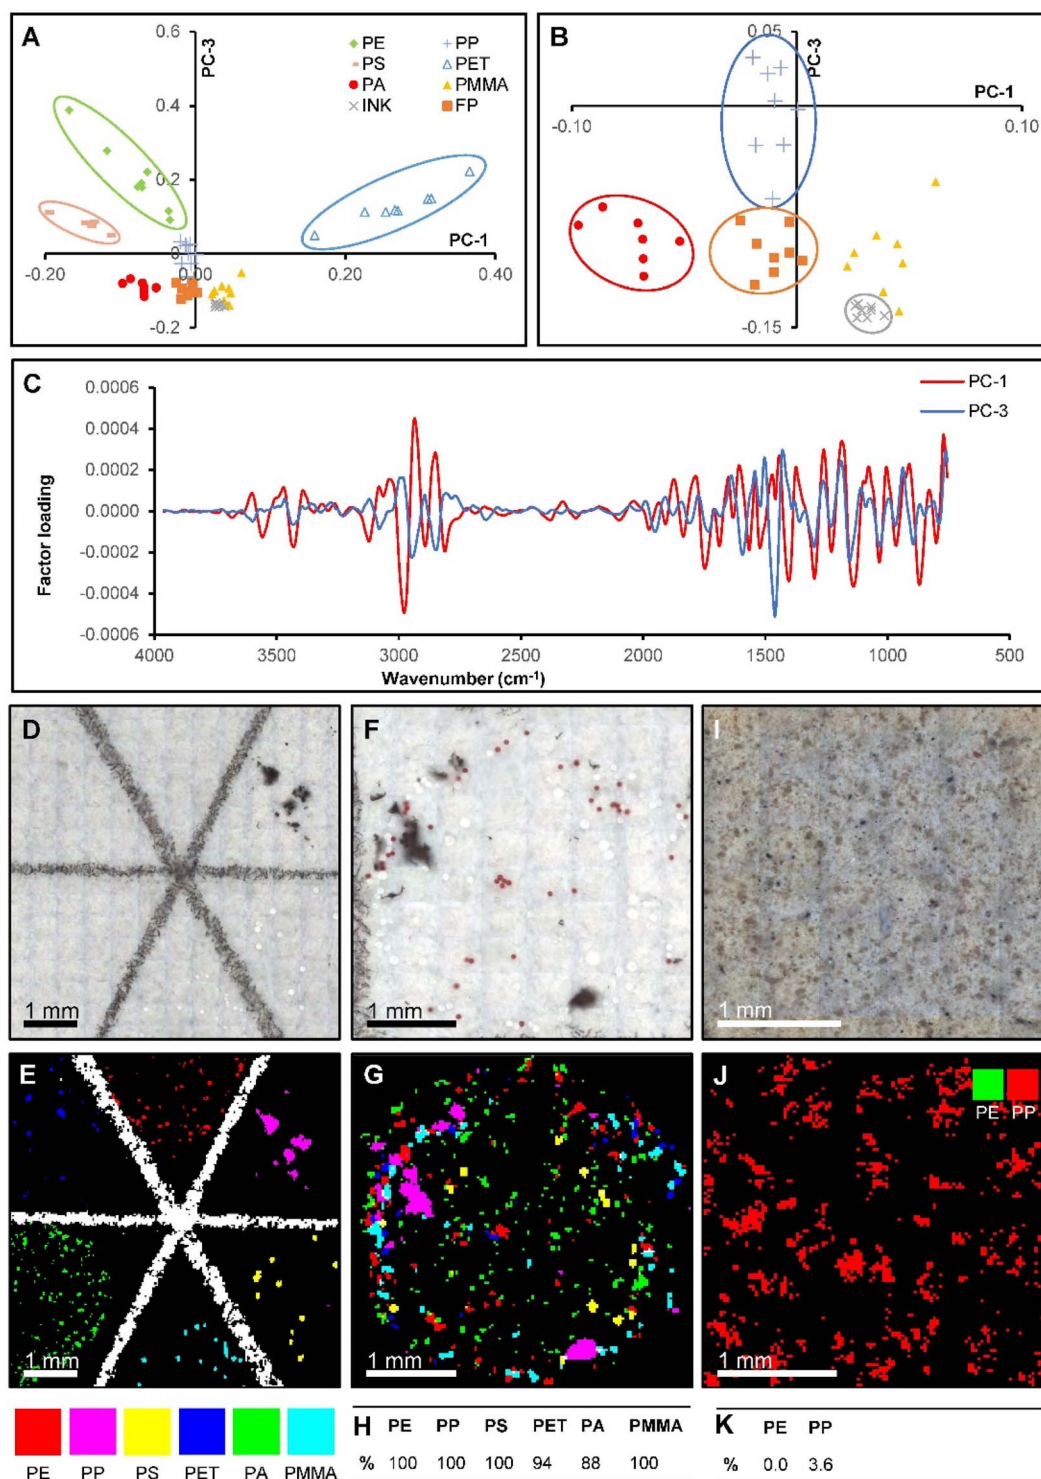 A
0.6
PC-3
PE
PP
PS
PET
PA
PMMA
INK
FP
0.4
0.2
PC-1
0
-0.20
0.00
0.20
0.40
-0.2
B
0.05
PC-3
PC-1
-0.10
0.10
-0.15
C
Factor loading
0.0006
0.0004
0.0002
0.0000
-0.0002
-0.0004
-0.0006
PC-1
PC-3
4000 3500 3000 2500 2000 1500 1000 500
Wavenumber (cm-1)
D
1 mm
F
1 mm
I
1 mm
E
1 mm
G
1 mm
J
PE PP
1 mm
PE PP PS PET PA PMMA
H PE PP PS PET PA PMMA
% 100 100 100 94 88 100
K PE PP
% 0.0 3.6